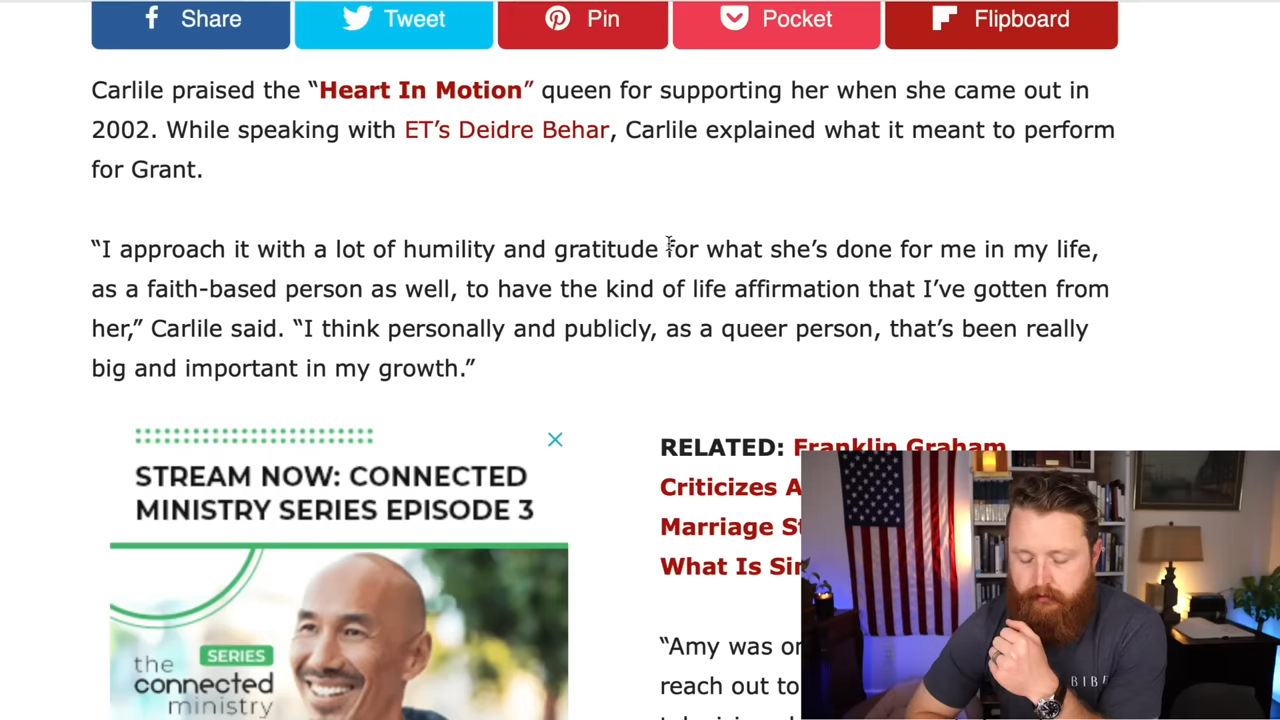 Share
Tweet
Pin
Pocket
Flipboard
Carlile praised the “Heart In Motion” queen for supporting her when she came out in
2002. While speaking with ET’s Deidre Behar, Carlile explained what it meant to perform
for Grant.
“I approach it with a lot of humility and gratitude for what she’s done for me in my life,
as a faith-based person as well, to have the kind of life affirmation that I’ve gotten from
her,” Carlile said. “I think personally and publicly, as a queer person, that’s been really
big and important in my growth.”
STREAM NOW: CONNECTED
MINISTRY SERIES EPISODE 3
SERIES
the
connected
ministry
RELATED: Franklin Graham
Criticizes
Marriage
What Is
“Amy was
reach out to
BIBE